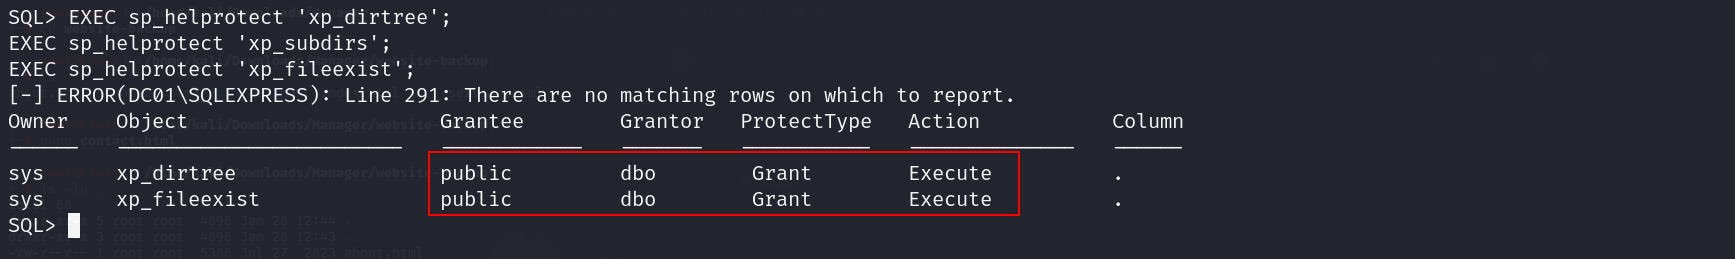 SQL> EXEC sp_helprotect 'xp_dirtree';
EXEC sp_helprotect 'xp_subdirs';
EXEC sp_helprotect 'xp_fileexist';
[-] ERROR(DC01\SQLEXPRESS): Line 291: There are no matching rows on which to report.
Owner Object Grantee Grantor ProtectType Action Column
sys xp_dirtree public dbo Grant Execute .
sys xp_fileexist public dbo Grant Execute .
SQL>